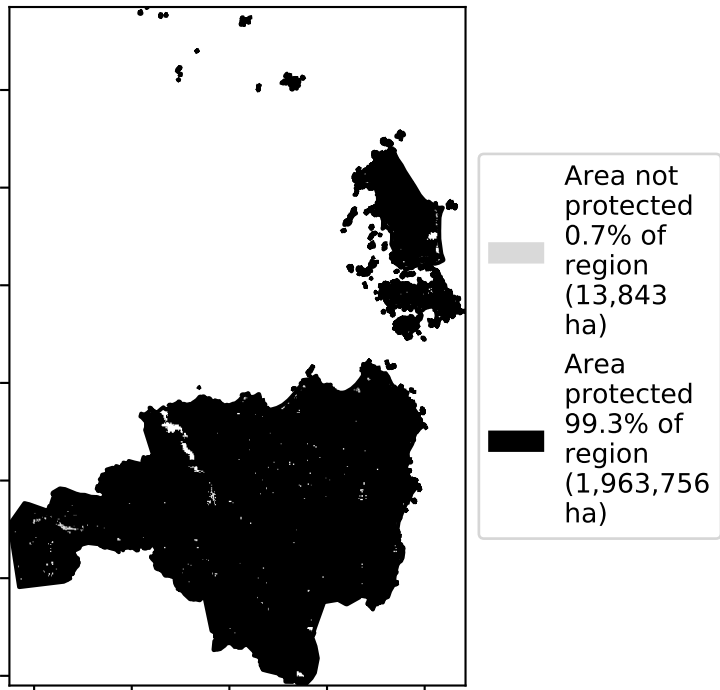 Area not
protected
0.7% of
region
(13,843
ha)
Area
protected
99.3% of
region
(1,963,756
ha)